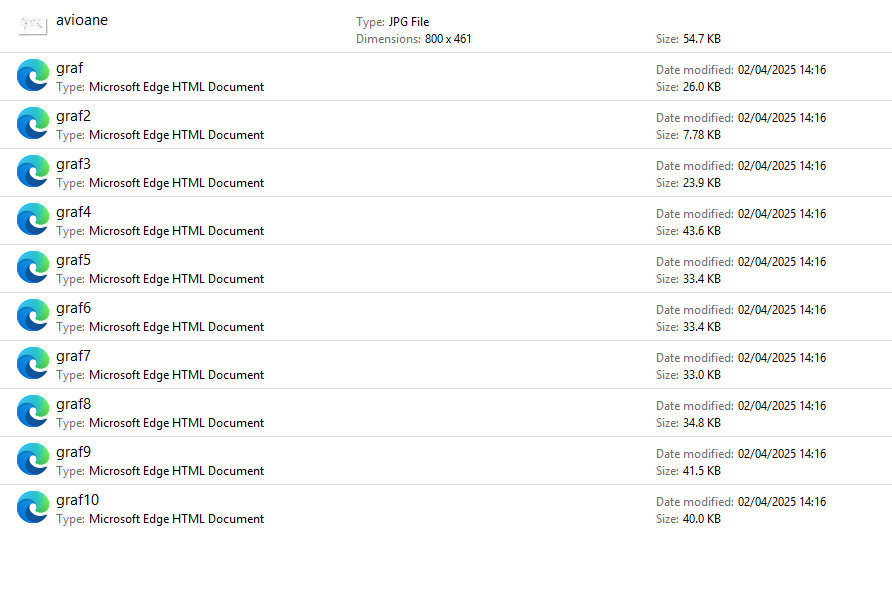 avioane
Type: JPG File
Dimensions: 800 x 461
Size: 54.7 KB
graf
Type: Microsoft Edge HTML Document
Date modified: 02/04/2025 14:16
Size: 26.0 KB
graf2
Type: Microsoft Edge HTML Document
Date modified: 02/04/2025 14:16
Size: 7.78 KB
graf3
Type: Microsoft Edge HTML Document
Date modified: 02/04/2025 14:16
Size: 23.9 KB
graf4
Type: Microsoft Edge HTML Document
Date modified: 02/04/2025 14:16
Size: 43.6 KB
graf5
Type: Microsoft Edge HTML Document
Date modified: 02/04/2025 14:16
Size: 33.4 KB
graf6
Type: Microsoft Edge HTML Document
Date modified: 02/04/2025 14:16
Size: 33.4 KB
graf7
Type: Microsoft Edge HTML Document
Date modified: 02/04/2025 14:16
Size: 33.0 KB
graf8
Type: Microsoft Edge HTML Document
Date modified: 02/04/2025 14:16
Size: 34.8 KB
graf9
Type: Microsoft Edge HTML Document
Date modified: 02/04/2025 14:16
Size: 41.5 KB
graf10
Type: Microsoft Edge HTML Document
Date modified: 02/04/2025 14:16
Size: 40.0 KB